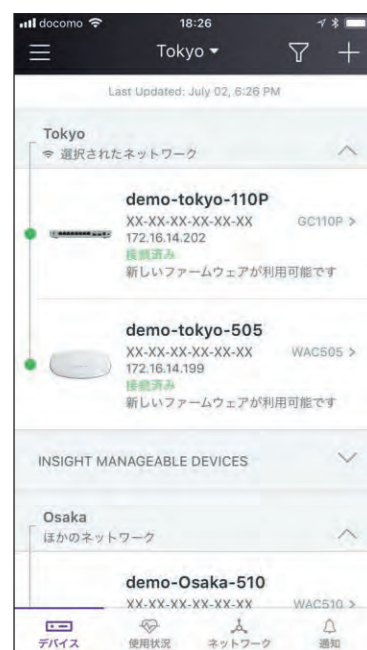 docomo
18:26
Tokyo
Last Updated: July 02, 6:26 PM
Tokyo
選択されたネットワーク
demo-tokyo-110P
XX-XX-XX-XX-XX-XX
GC110P >
172.16.14.202
接続済み
新しいファームウェアが利用可能です
demo-tokyo-505
XX-XX-XX-XX-XX-XX
WAC505 >
172.16.14.199
接続済み
新しいファームウェアが利用可能です
INSIGHT MANAGEABLE DEVICES
Osaka
ほかのネットワーク
demo-Osaka-510
XX-XX-XX-XX-XX-XX
WAC510 >
デバイス
使用状況
ネットワーク
通知